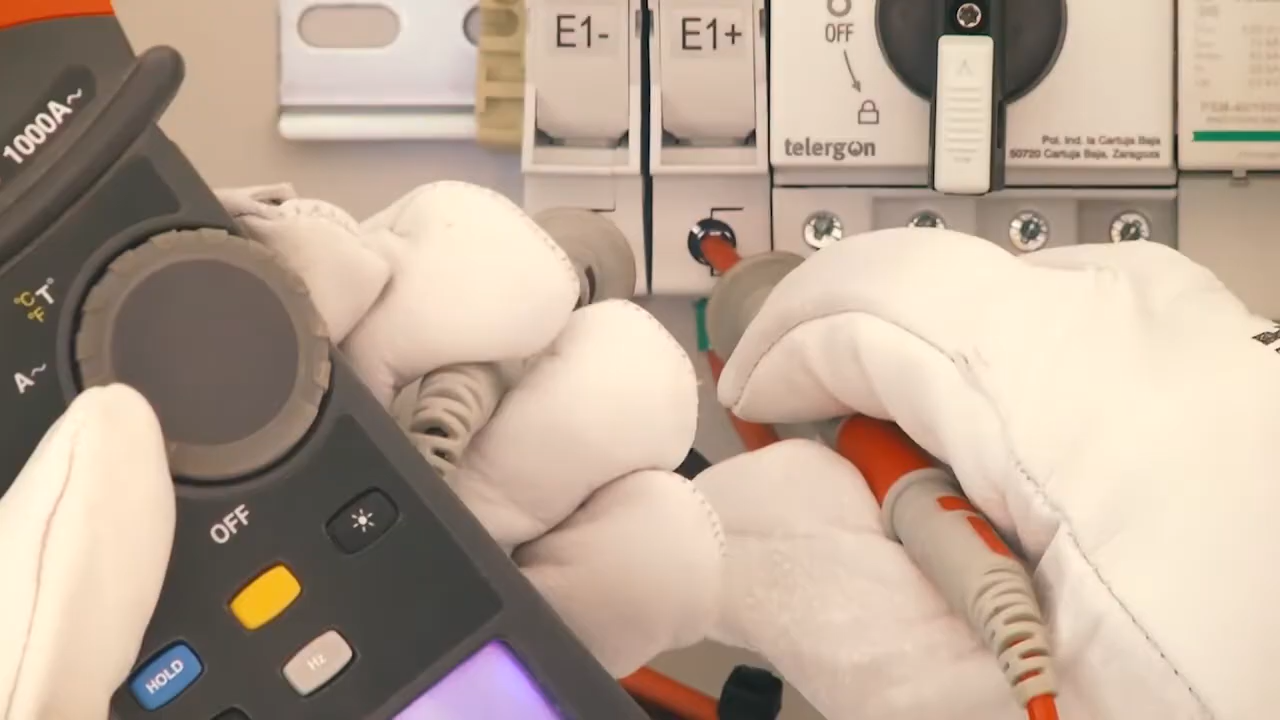 E1-
E1+
OFF
telergon
Pol. Ind. la Cartuja Baja
50720 Cartuja Baja, Zaragoza
1000A~
°C
°F
T°
A~
OFF
HOLD
Hz